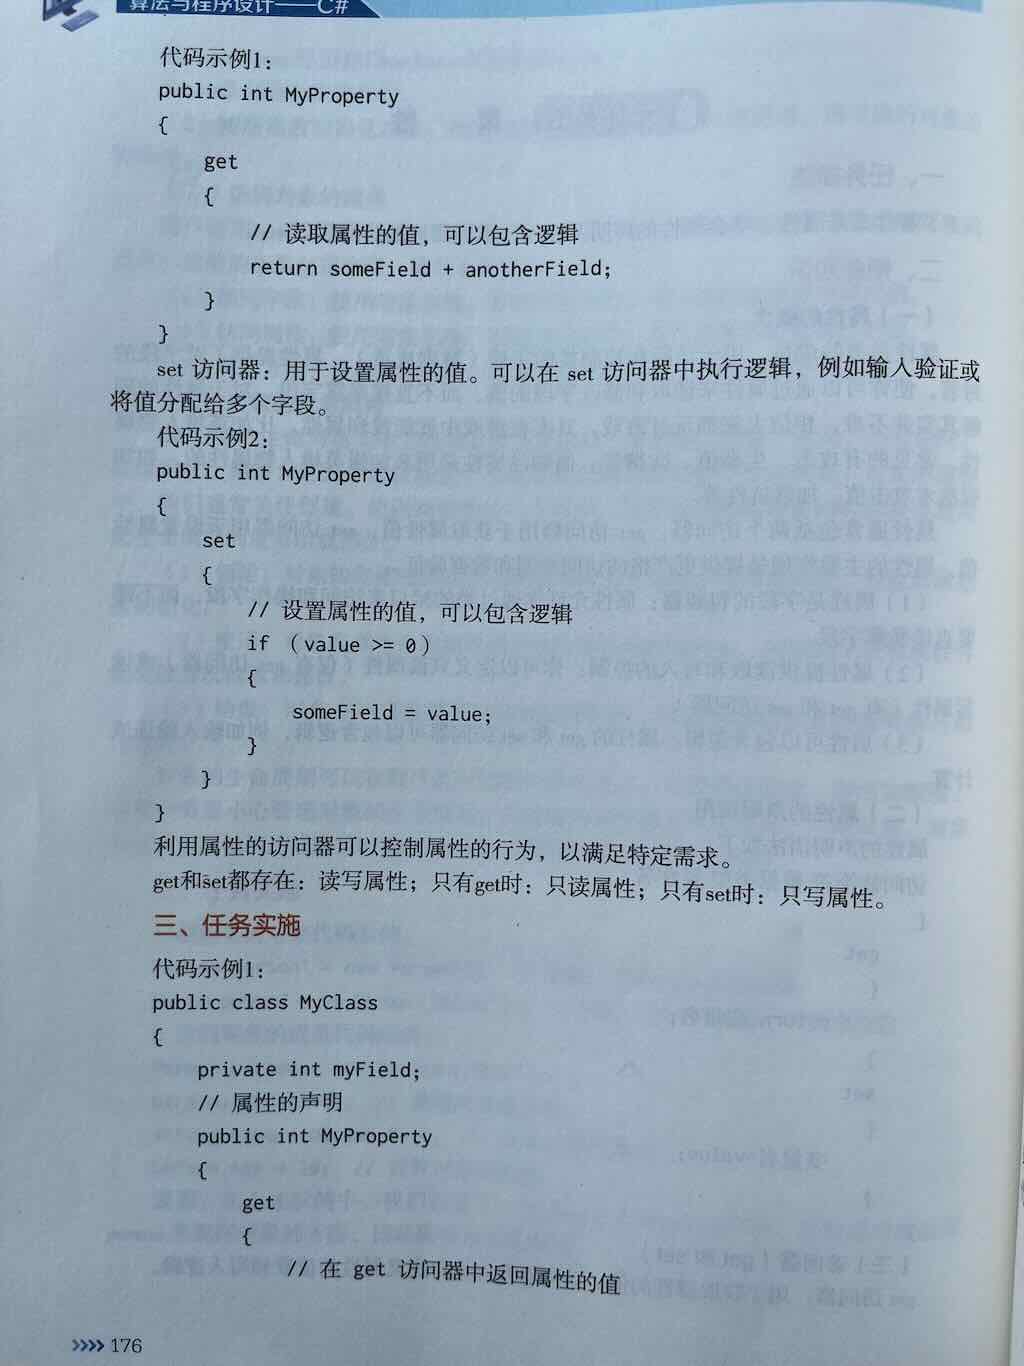 算法与程序设计——C#
代码示例1：
public int MyProperty
{
get
{
// 读取属性的值，可以包含逻辑
return someField + anotherField;
}
}
set 访问器：用于设置属性的值。可以在 set 访问器中执行逻辑，例如输入验证或
将值分配给多个字段。
代码示例2：
public int MyProperty
{
set
{
// 设置属性的值，可以包含逻辑
if （value >= 0）
{
someField = value;
}
}
}
利用属性的访问器可以控制属性的行为，以满足特定需求。
get和set都存在：读写属性；只有get时：只读属性；只有set时：只写属性。
三、任务实施
代码示例1：
public class MyClass
{
private int myField;
// 属性的声明
public int MyProperty
{
get
{
// 在 get 访问器中返回属性的值
>>>> 176